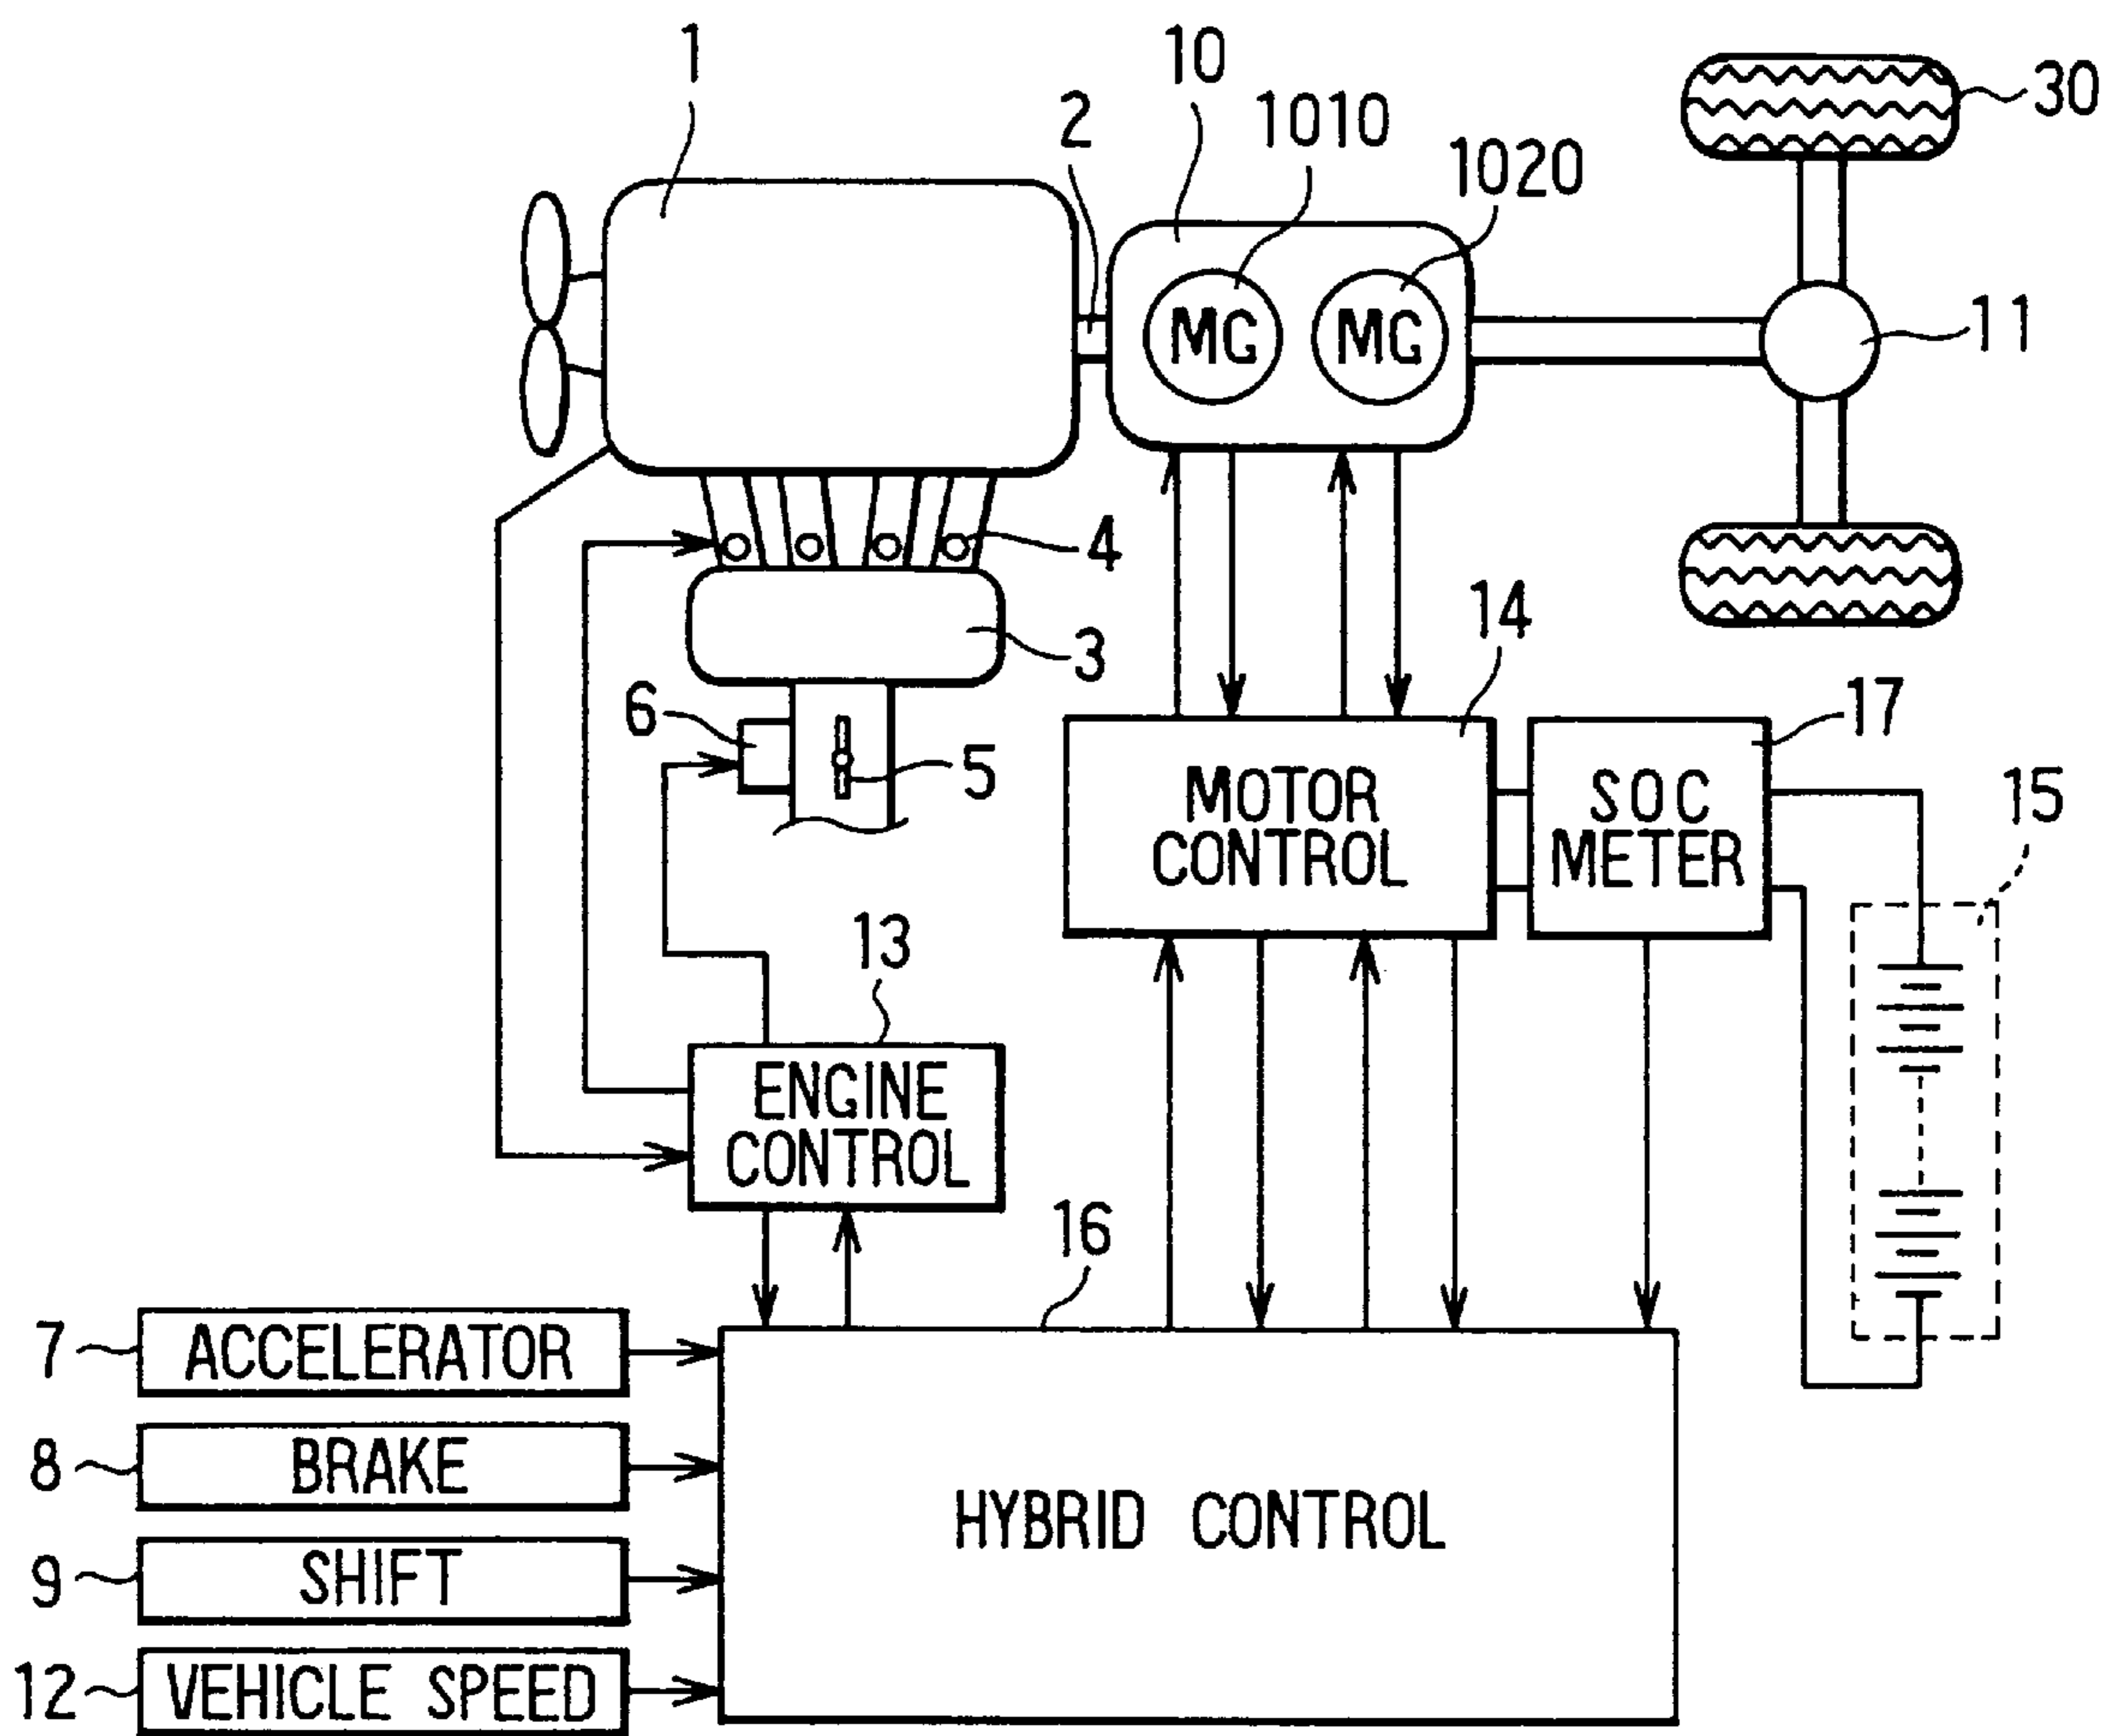 1
10
30
2
1010
1020
MG
MG
11
4
14
3
17
6
5
15
MOTOR
CONTROL
SOC
METER
13
ENGINE
CONTROL
16
7
ACCELERATOR
8
BRAKE
HYBRID CONTROL
9
SHIFT
12
VEHICLE SPEED